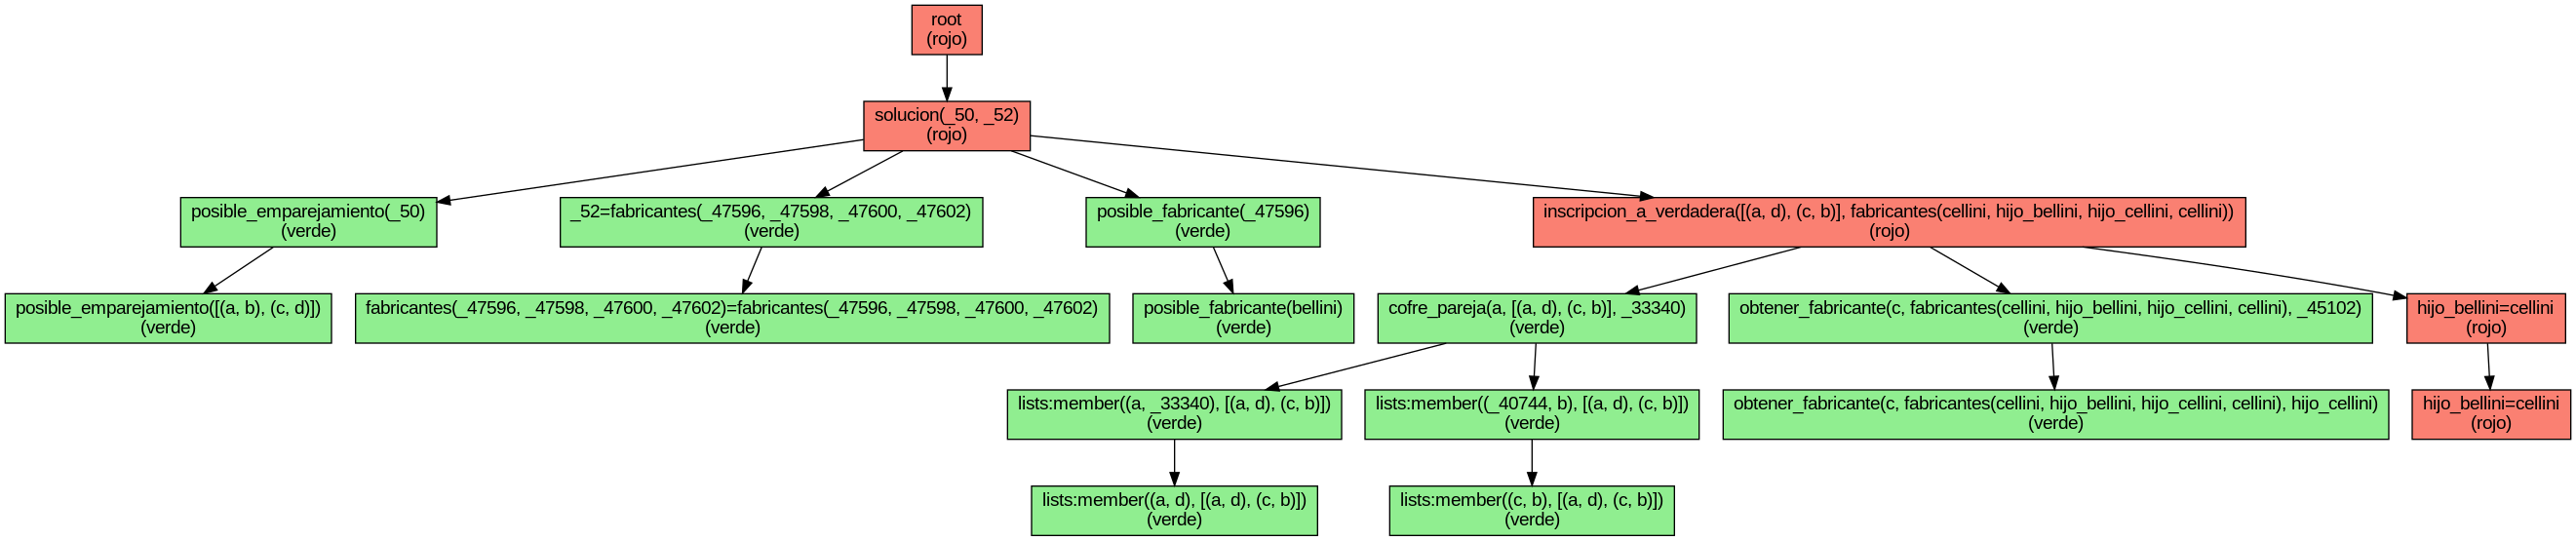 root
(rojo)
solucion(_50, _52)
(rojo)
posible_emparejamiento(_50)
(verde)
_52=fabricantes(_47596, _47598, _47600, _47602)
(verde)
posible_fabricante(_47596)
(verde)
inscripcion_a_verdadera([(a, d), (c, b)], fabricantes(cellini, hijo_bellini, hijo_cellini, cellini))
(rojo)
posible_emparejamiento([(a, b), (c, d)])
(verde)
fabricantes(_47596, _47598, _47600, _47602)=fabricantes(_47596, _47598, _47600, _47602)
(verde)
posible_fabricante(bellini)
(verde)
cofre_pareja(a, [(a, d), (c, b)], _33340)
(verde)
obtener_fabricante(c, fabricantes(cellini, hijo_bellini, hijo_cellini, cellini), _45102)
(verde)
hijo_bellini=cellini
(rojo)
lists:member((a, _33340), [(a, d), (c, b)])
(verde)
lists:member((_40744, b), [(a, d), (c, b)])
(verde)
obtener_fabricante(c, fabricantes(cellini, hijo_bellini, hijo_cellini, cellini), hijo_cellini)
(verde)
hijo_bellini=cellini
(rojo)
lists:member((a, d), [(a, d), (c, b)])
(verde)
lists:member((c, b), [(a, d), (c, b)])
(verde)